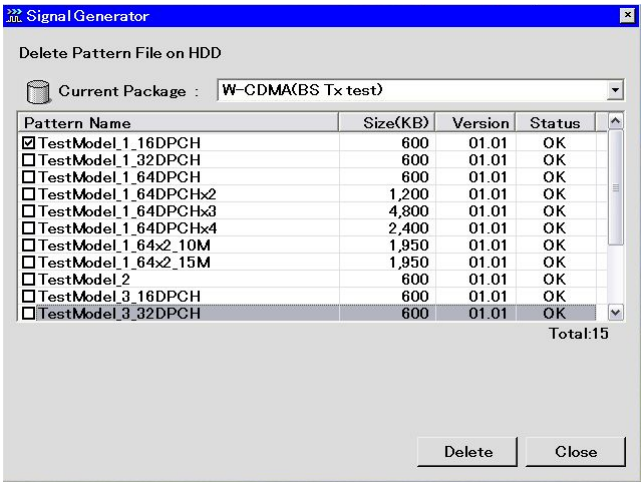 Signal Generator
Delete Pattern File on HDD
Current Package : W-CDMA(BS Tx test)
Pattern Name Size(KB) Version Status
TestModel_1_16DPCH 600 01.01 OK
TestModel_1_32DPCH 600 01.01 OK
TestModel_1_64DPCH 600 01.01 OK
TestModel_1_64DPCHx2 1,200 01.01 OK
TestModel_1_64DPCHx3 4,800 01.01 OK
TestModel_1_64DPCHx4 2,400 01.01 OK
TestModel_1_64x2_10M 1,950 01.01 OK
TestModel_1_64x2_15M 1,950 01.01 OK
TestModel_2 600 01.01 OK
TestModel_3_16DPCH 600 01.01 OK
TestModel_3_32DPCH 600 01.01 OK
Total:15
Delete Close